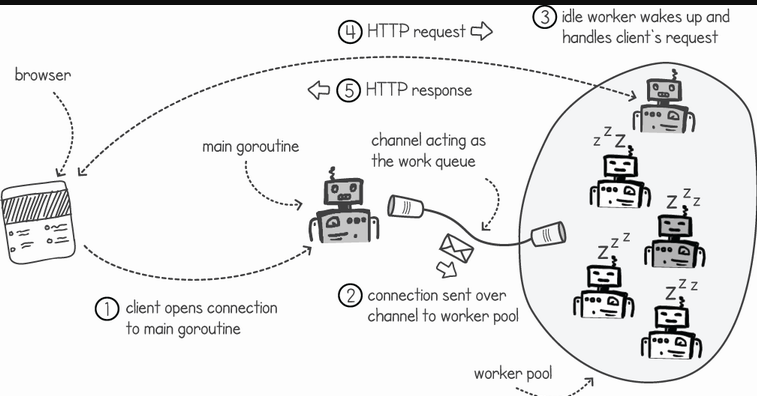 ③ idle worker wakes up and
handles client's request
④ HTTP request
browser
⑤ HTTP response
main goroutine
channel acting as
the work queue
z z Z
Z Z Z
Z z z
Z Z Z
① client opens connection
to main goroutine
② connection sent over
channel to worker pool
worker pool